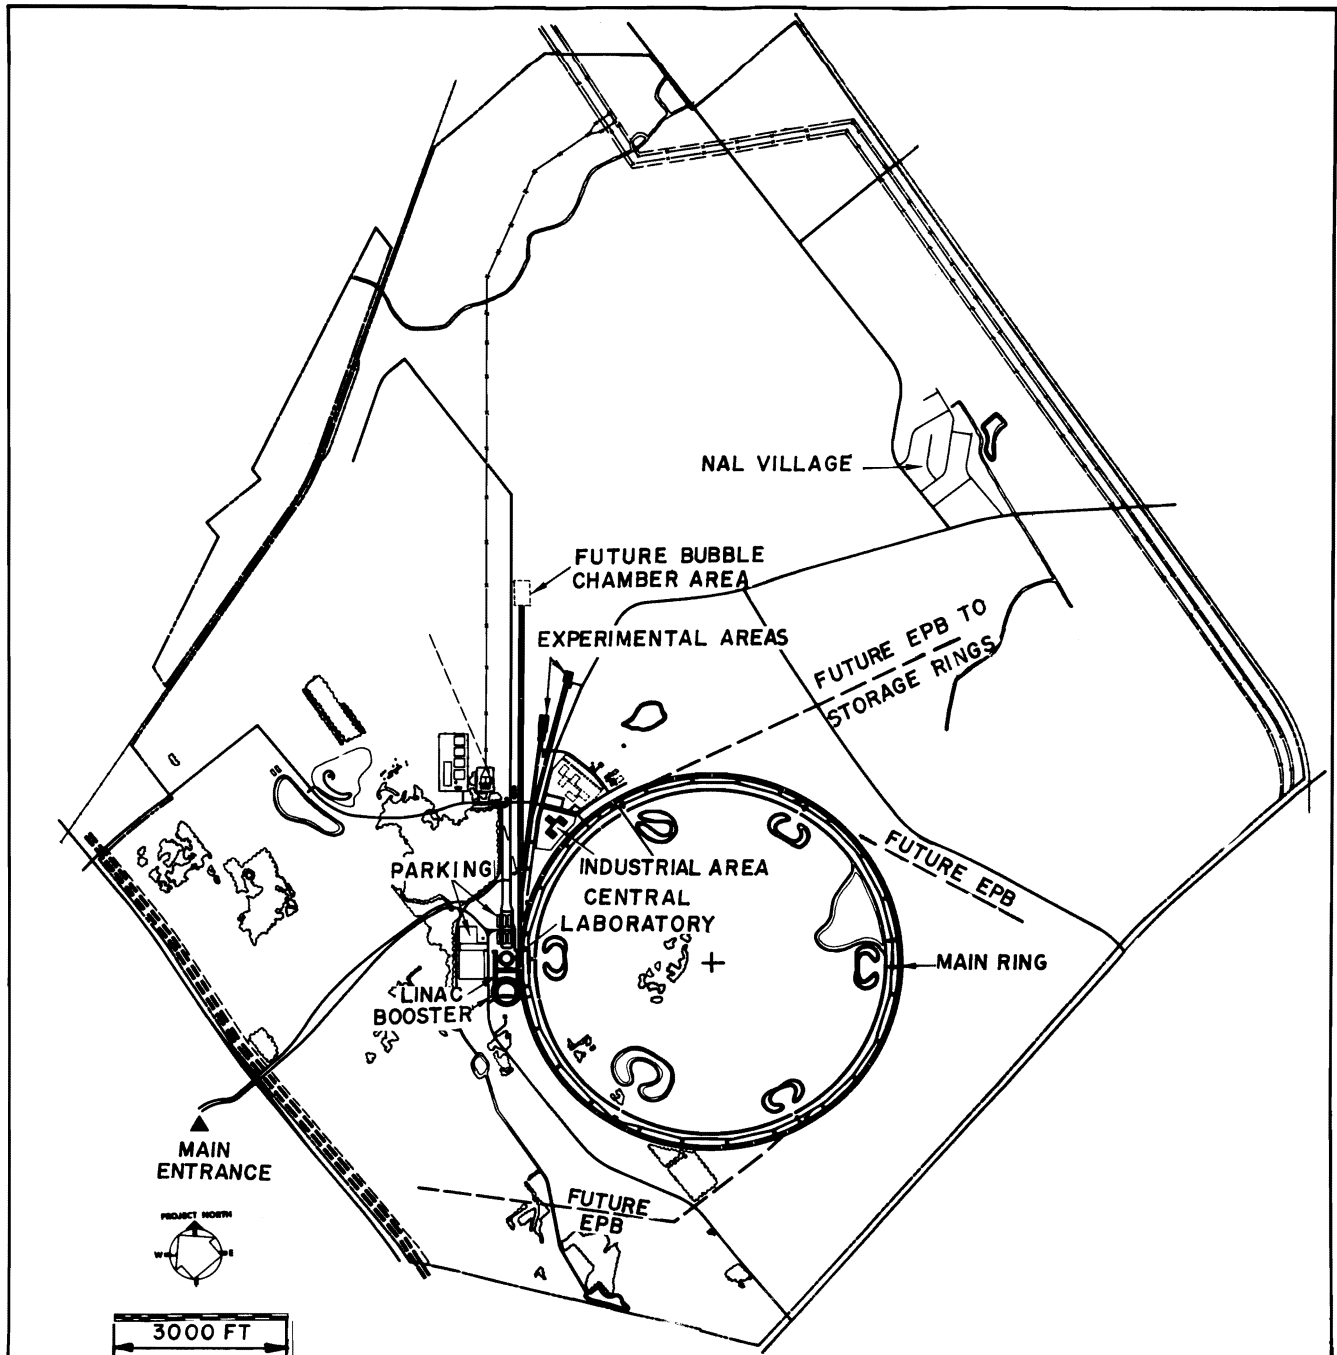 NAL VILLAGE
FUTURE BUBBLE
CHAMBER AREA
EXPERIMENTAL AREAS
FUTURE EPB TO
STORAGE RINGS
FUTURE EPB
PARKING
INDUSTRIAL AREA
CENTRAL
LABORATORY
MAIN RING
LINAC
BOOSTER
MAIN
ENTRANCE
FUTURE
EPB
PROJECT NORTH
W E
3000 FT